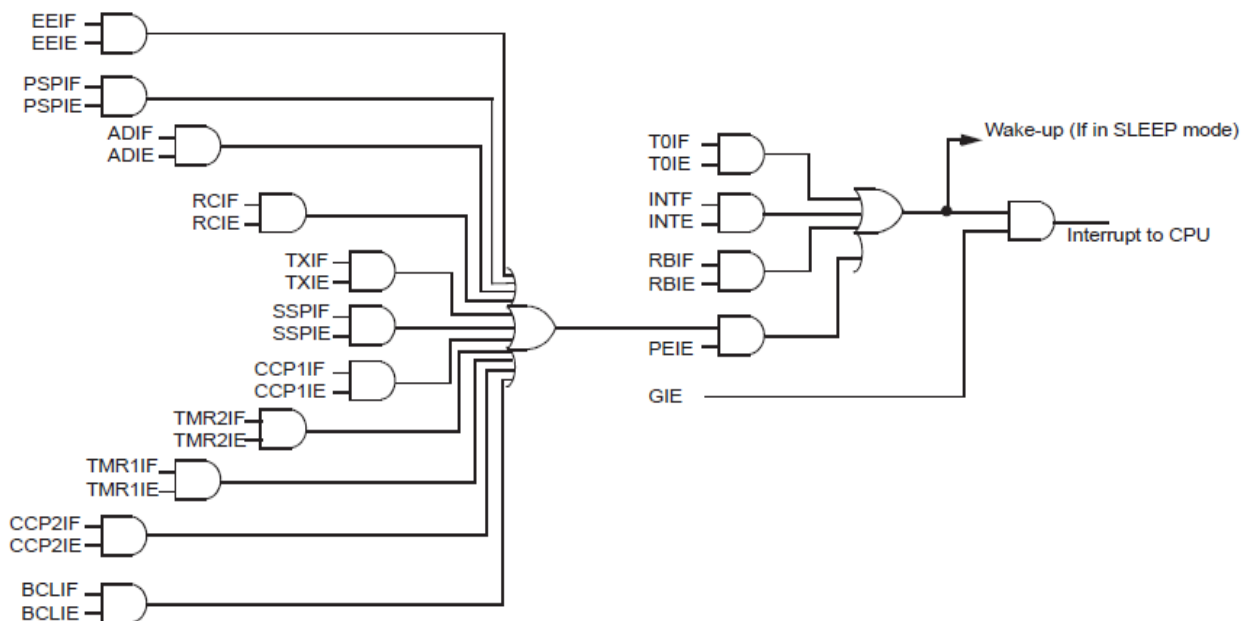 EEIF
EEIE
PSPIF
PSPIE
ADIF
ADIE
RCIF
RCIE
TXIF
TXIE
SSPIF
SSPIE
CCP1IF
CCP1IE
TMR2IF
TMR2IE
TMR1IF
TMR1IE
CCP2IF
CCP2IE
BCLIF
BCLIE
T0IF
T0IE
INTF
INTE
RBIF
RBIE
PEIE
GIE
Wake-up (If in SLEEP mode)
Interrupt to CPU